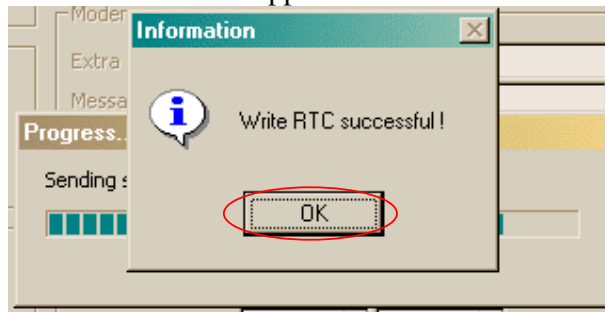 Moder
Information
Extra
Messa
Write RTC successful !
Progress..
Sending s
OK